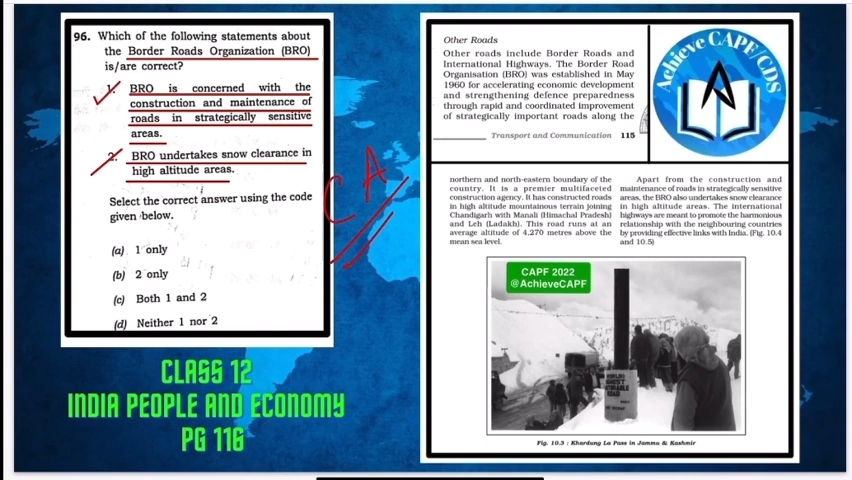 96. Which of the following statements about
the Border Roads Organization (BRO)
is/are correct?
1. BRO is concerned with the
construction and maintenance of
roads in strategically sensitive
areas.
2. BRO undertakes snow clearance in
high altitude areas.
Select the correct answer using the code
given below.
(a) 1 only
(b) 2 only
(c) Both 1 and 2
(d) Neither 1 nor 2
CA
CLASS 12
INDIA PEOPLE AND ECONOMY
PG 116
Other Roads
Other roads include Border Roads and
International Highways. The Border Road
Organisation (BRO) was established in May
1960 for accelerating economic development
and strengthening defence preparedness
through rapid and coordinated improvement
of strategically important roads along the
Transport and Communication 115
Achieve CAPF/CDS
northern and north-eastern boundary of the
country. It is a premier multifaceted
construction agency. It has constructed roads
in high altitude mountainous terrain joining
Chandigarh with Manali (Himachal Pradesh)
and Leh (Ladakh). This road runs at an
average altitude of 4,270 metres above the
mean sea level.
Apart from the construction and
maintenance of roads in strategically sensitive
areas, the BRO also undertakes snow clearance
in high altitude areas. The international
highways are meant to promote the harmonious
relationship with the neighbouring countries
by providing effective links with India. (Fig. 10.4
and 10.5)
CAPF 2022
@AchieveCAPF
ROAD
Fig. 10.3 : Khardung La Pass in Jammu & Kashmir